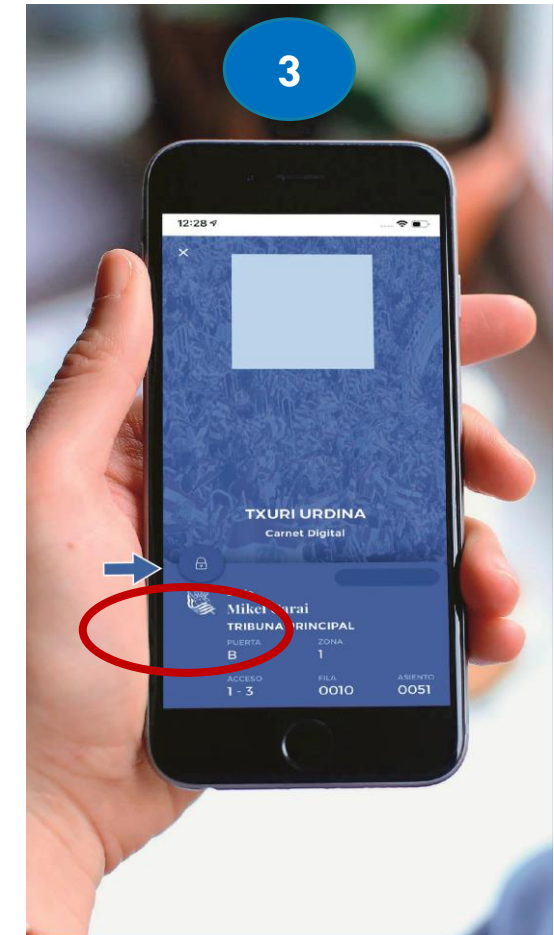 3
12:28
TXURI URDINA
Carnet Digital
Mikel
TRIBUNA PRINCIPAL
PUERTA ZONA
B 1
ACCESO FILA ASIENTO
1 - 3 0010 0051